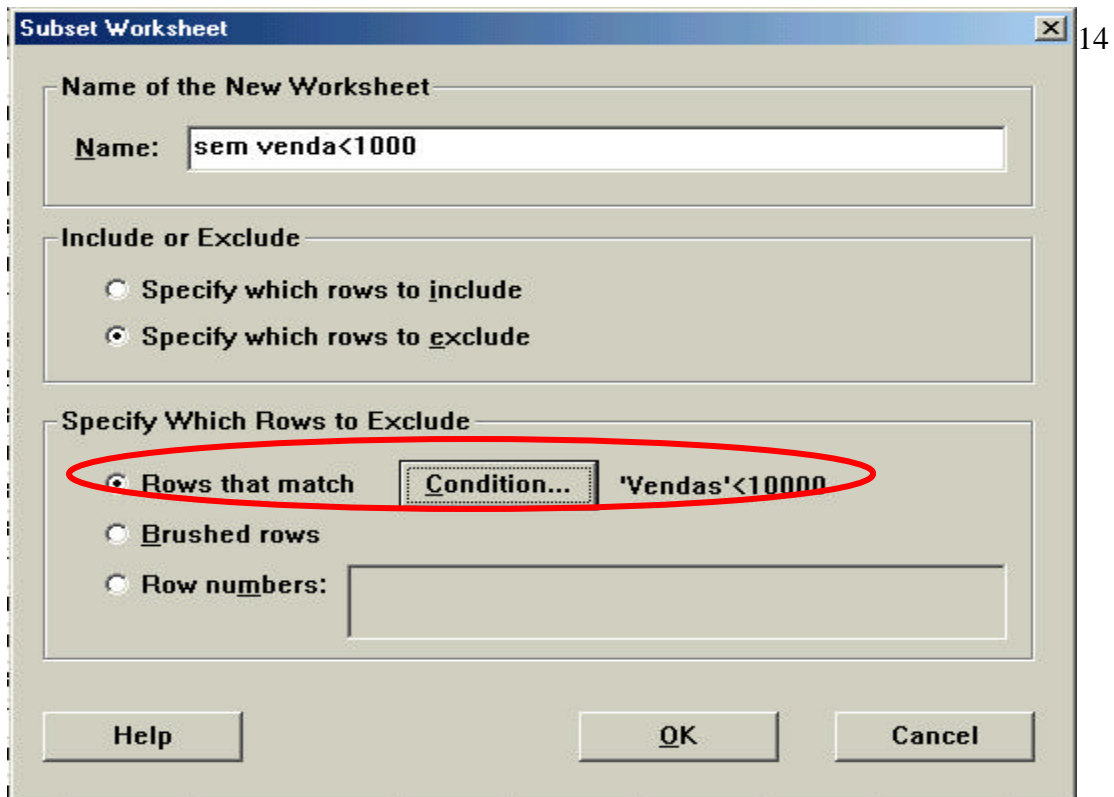 Subset Worksheet
14
Name of the New Worksheet
Name: sem venda<1000
Include or Exclude
Specify which rows to include
Specify which rows to exclude
Specify Which Rows to Exclude
Rows that match Condition... 'Vendas'<10000
Brushed rows
Row numbers:
Help OK Cancel